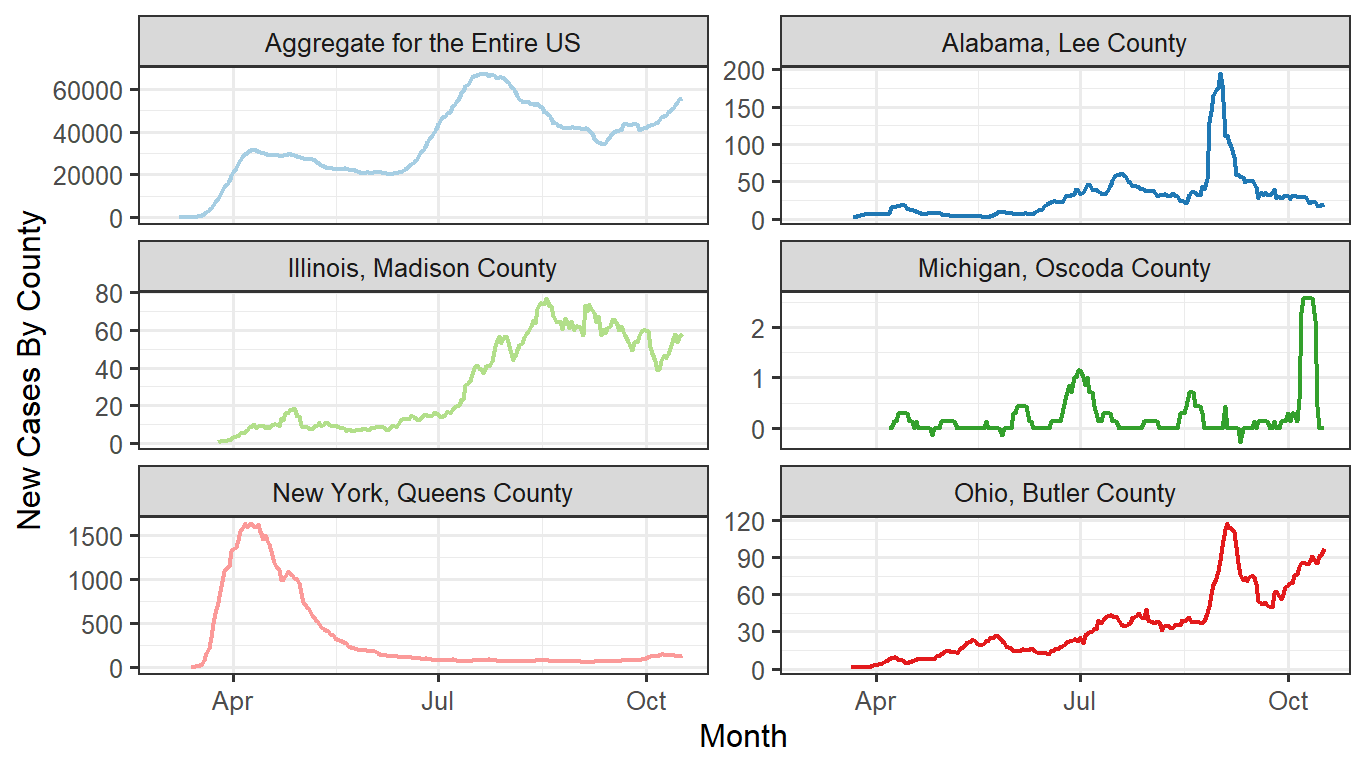 Aggregate for the Entire US
Alabama, Lee County
60000
40000
20000
0
200
150
100
50
0
Illinois, Madison County
Michigan, Oscoda County
80
60
40
20
0
2
1
0
New York, Queens County
Ohio, Butler County
1500
1000
500
0
120
90
60
30
0
Apr
Jul
Oct
Apr
Jul
Oct
New Cases By County
Month